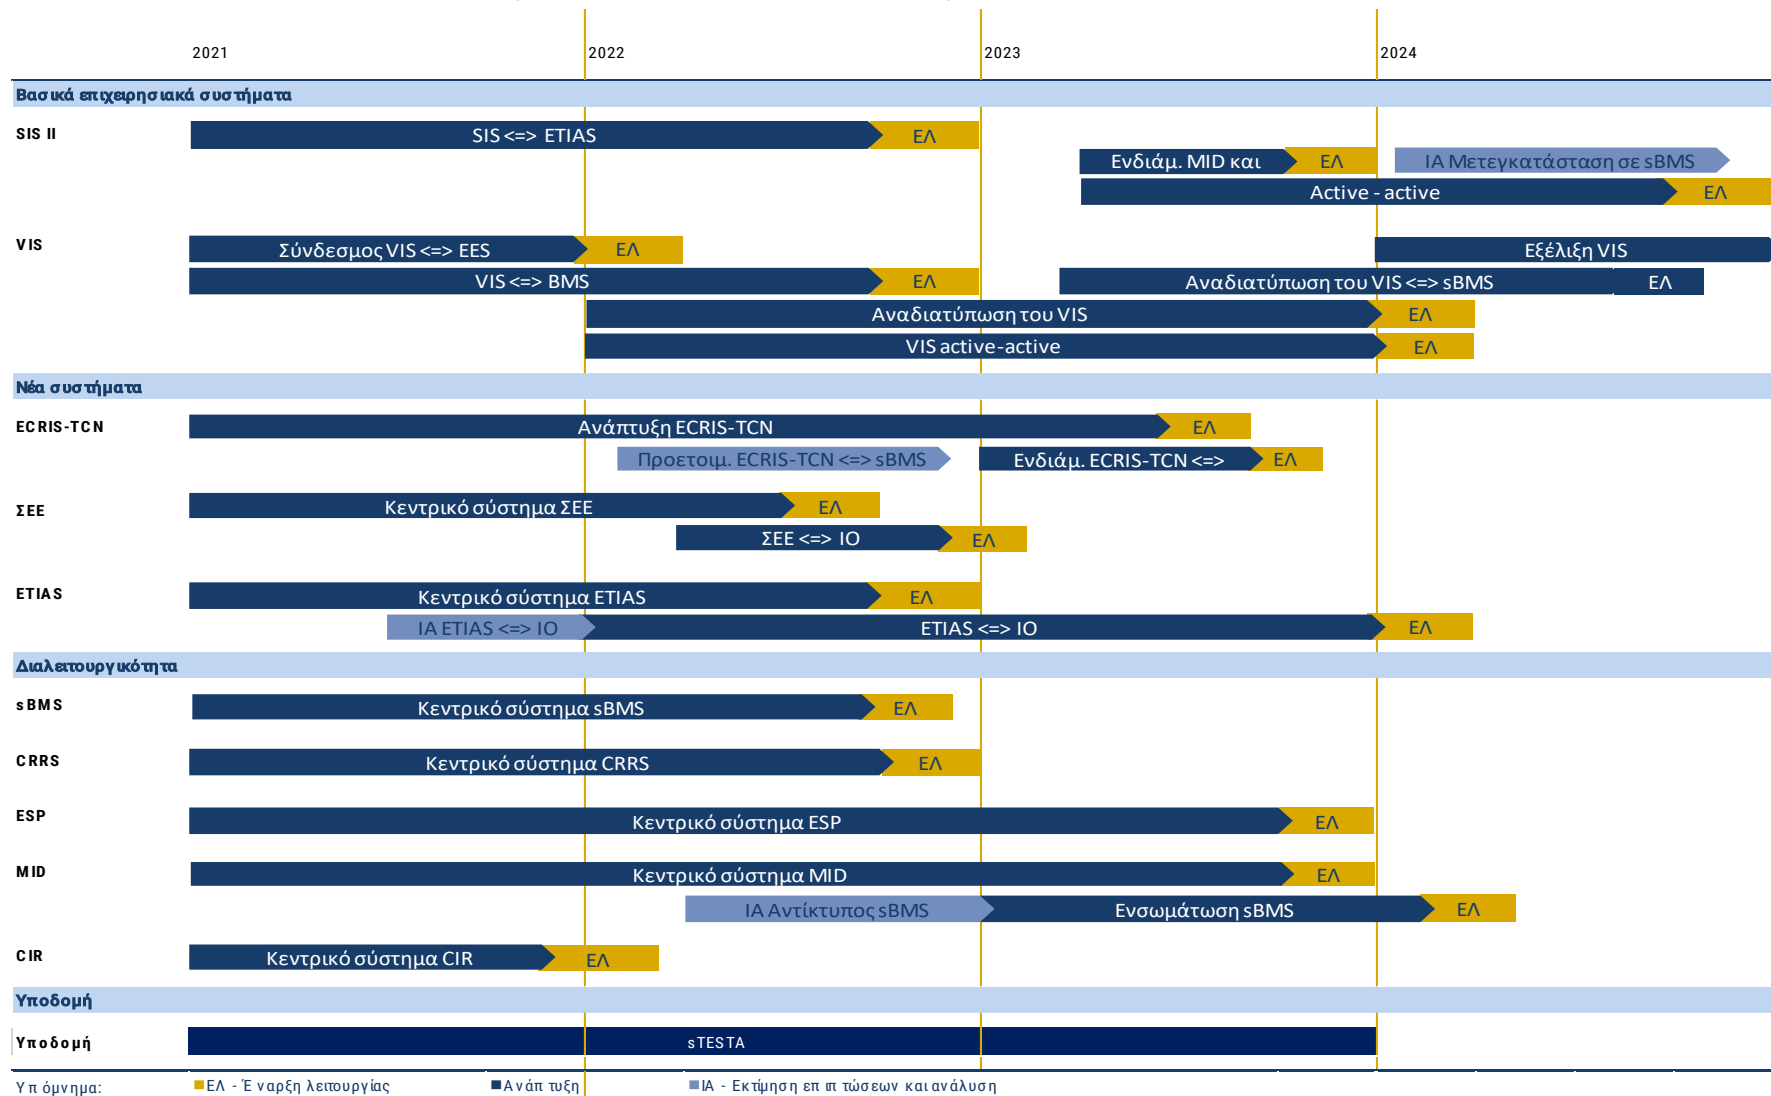 2021 2022 2023 2024
Βασικά επιχειρησιακά συστήματα
SIS II
SIS <=> ETIAS ΕΛ
Ενδιάμ. MID και ΕΛ IA Μετεγκατάσταση σε sBMS
Active - active ΕΛ
VIS
Σύνδεσμος VIS <=> EES ΕΛ Εξέλιξη VIS
VIS <=> BMS ΕΛ Αναδιατύπωση του VIS <=> sBMS ΕΛ
Αναδιατύπωση του VIS ΕΛ
VIS active-active ΕΛ
Νέα συστήματα
ECRIS-TCN
Ανάπτυξη ECRIS-TCN ΕΛ
Προετοιμ. ECRIS-TCN <=> sBMS Ενδιάμ. ECRIS-TCN <=> ΕΛ
ΣΕΕ
Κεντρικό σύστημα ΣΕΕ ΕΛ
ΣΕΕ <=> IO ΕΛ
ETIAS
Κεντρικό σύστημα ETIAS ΕΛ
IA ETIAS <=> IO ETIAS <=> IO ΕΛ
Διαλειτουργικότητα
sBMS
Κεντρικό σύστημα sBMS ΕΛ
CRRS
Κεντρικό σύστημα CRRS ΕΛ
ESP
Κεντρικό σύστημα ESP ΕΛ
MID
Κεντρικό σύστημα MID ΕΛ
IA Αντίκτυπος sBMS Ενσωμάτωση sBMS ΕΛ
CIR
Κεντρικό σύστημα CIR ΕΛ
Υποδομή
Υποδομή
sTESTA
Υπόμνημα: ΕΛ - Έναρξη λειτουργίας Ανάπτυξη IA - Εκτίμηση επιπτώσεων και ανάλυση